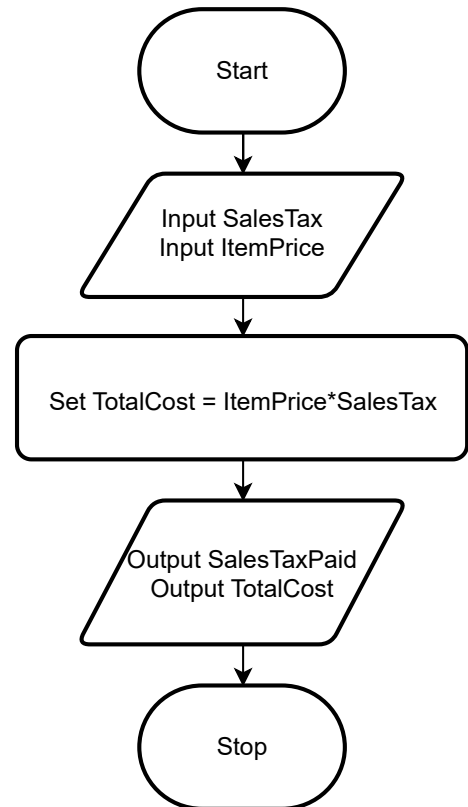 Start
Input SalesTax
Input ItemPrice
Set TotalCost = ItemPrice*SalesTax
Output SalesTaxPaid
Output TotalCost
Stop